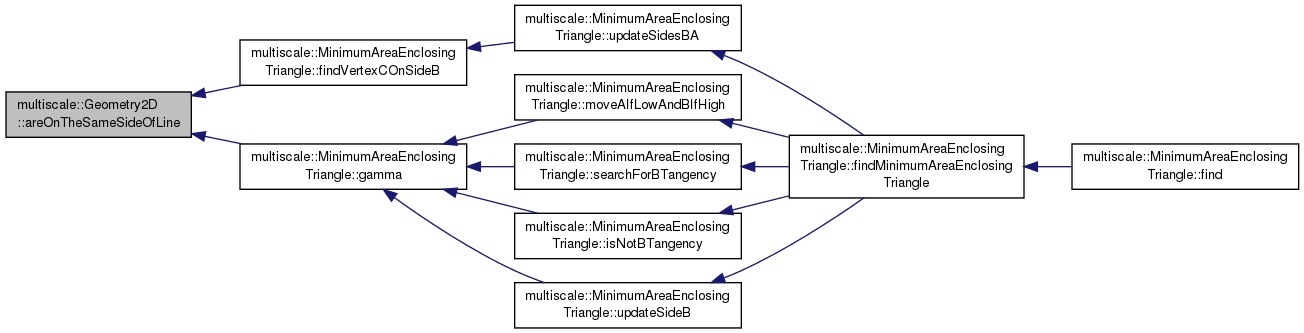 multiscale::MinimumAreaEnclosing
Triangle::updateSidesBA
multiscale::MinimumAreaEnclosing
Triangle::findVertexCOnSideB
multiscale::MinimumAreaEnclosing
Triangle::moveAIfLowAndBIfHigh
multiscale::Geometry2D
::areOnTheSameSideOfLine
multiscale::MinimumAreaEnclosing
Triangle::gamma
multiscale::MinimumAreaEnclosing
Triangle::searchForBTangency
multiscale::MinimumAreaEnclosing
Triangle::findMinimumAreaEnclosing
Triangle
multiscale::MinimumAreaEnclosing
Triangle::find
multiscale::MinimumAreaEnclosing
Triangle::isNotBTangency
multiscale::MinimumAreaEnclosing
Triangle::updateSideB